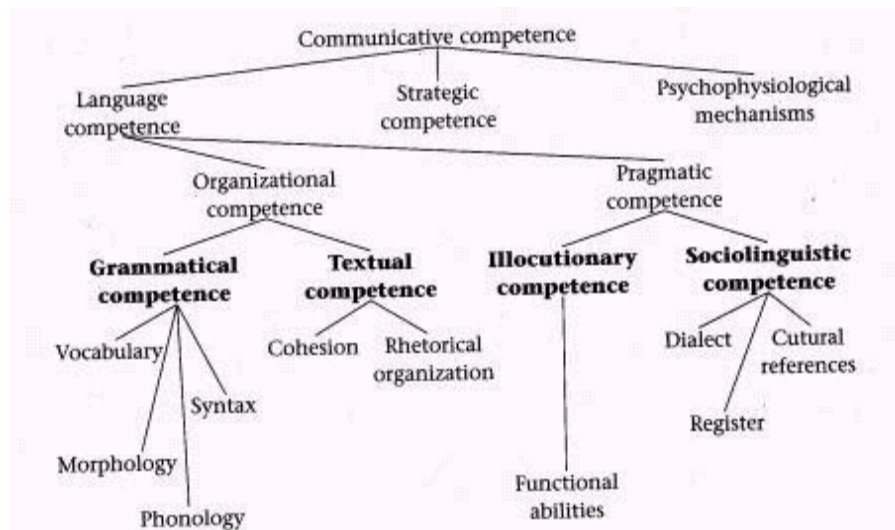 Communicative competence
Language
competence
Strategic
competence
Psychophysiological
mechanisms
Organizational
competence
Pragmatic
competence
Grammatical
competence
Textual
competence
Illocutionary
competence
Sociolinguistic
competence
Vocabulary
Cohesion
Rhetorical
organization
Dialect
Cutural
references
Syntax
Register
Morphology
Functional
abilities
Phonology